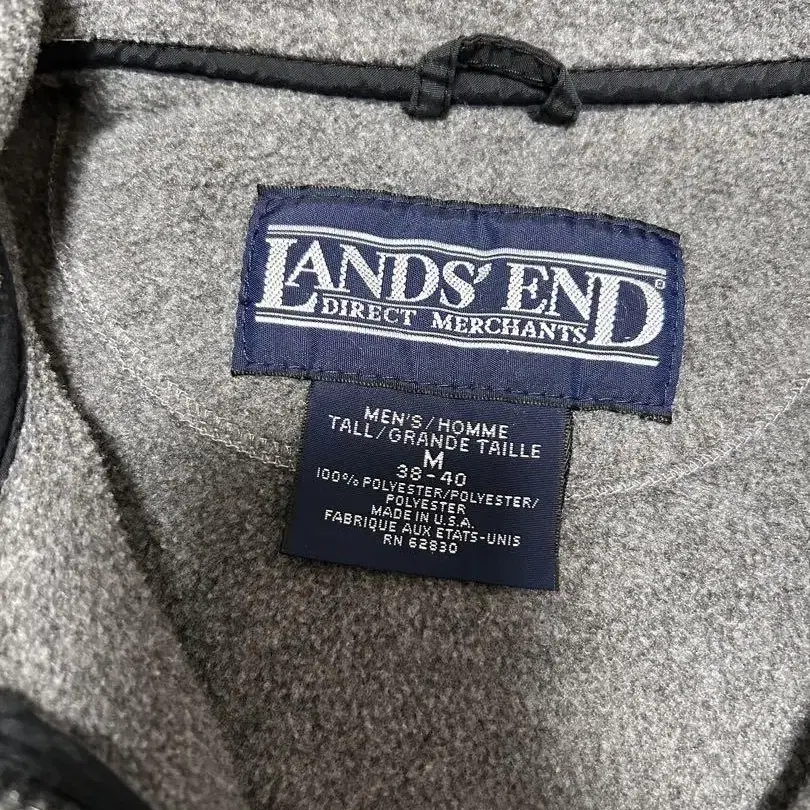 LANDS' END
DIRECT MERCHANTS
MEN'S/HOMME
TALL/GRANDE TAILLE
M
38-40
100% POLYESTER/POLYESTER/
POLYESTER
MADE IN U.S.A.
FABRIQUE AUX ETATS-UNIS
RN 62830